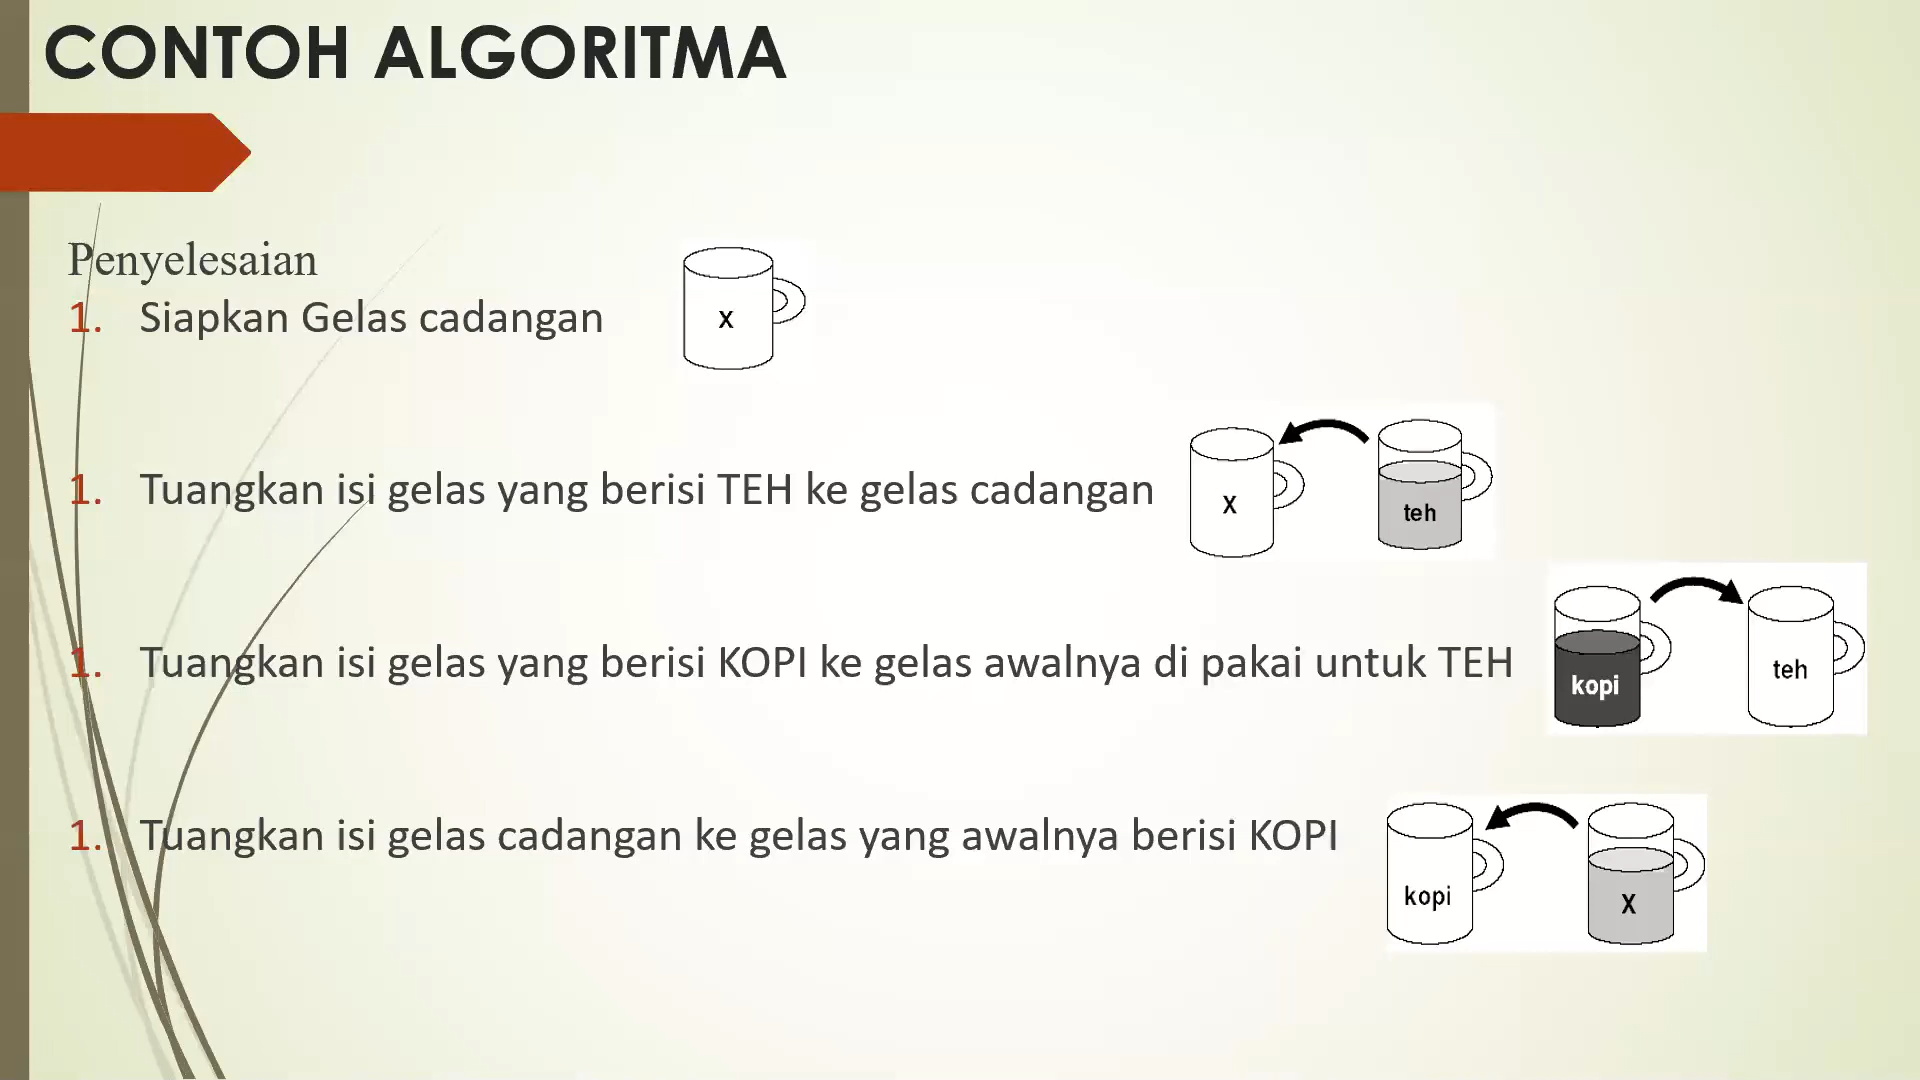 CONTOH ALGORITMA
Penyelesaian
1. Siapkan Gelas cadangan
X
1. Tuangkan isi gelas yang berisi TEH ke gelas cadangan
X
teh
1. Tuangkan isi gelas yang berisi KOPI ke gelas awalnya di pakai untuk TEH
kopi
teh
1. Tuangkan isi gelas cadangan ke gelas yang awalnya berisi KOPI
kopi
X